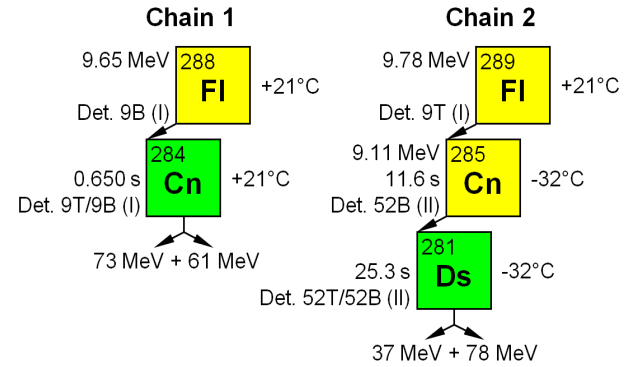 Chain 1
9.65 MeV
288
Fl
+21°C
Det. 9B (I)
284
Cn
0.650 s
+21°C
Det. 9T/9B (I)
73 MeV + 61 MeV
Chain 2
9.78 MeV
289
Fl
+21°C
Det. 9T (I)
9.11 MeV
285
Cn
11.6 s
-32°C
Det. 52B (II)
281
Ds
25.3 s
-32°C
Det. 52T/52B (II)
37 MeV + 78 MeV